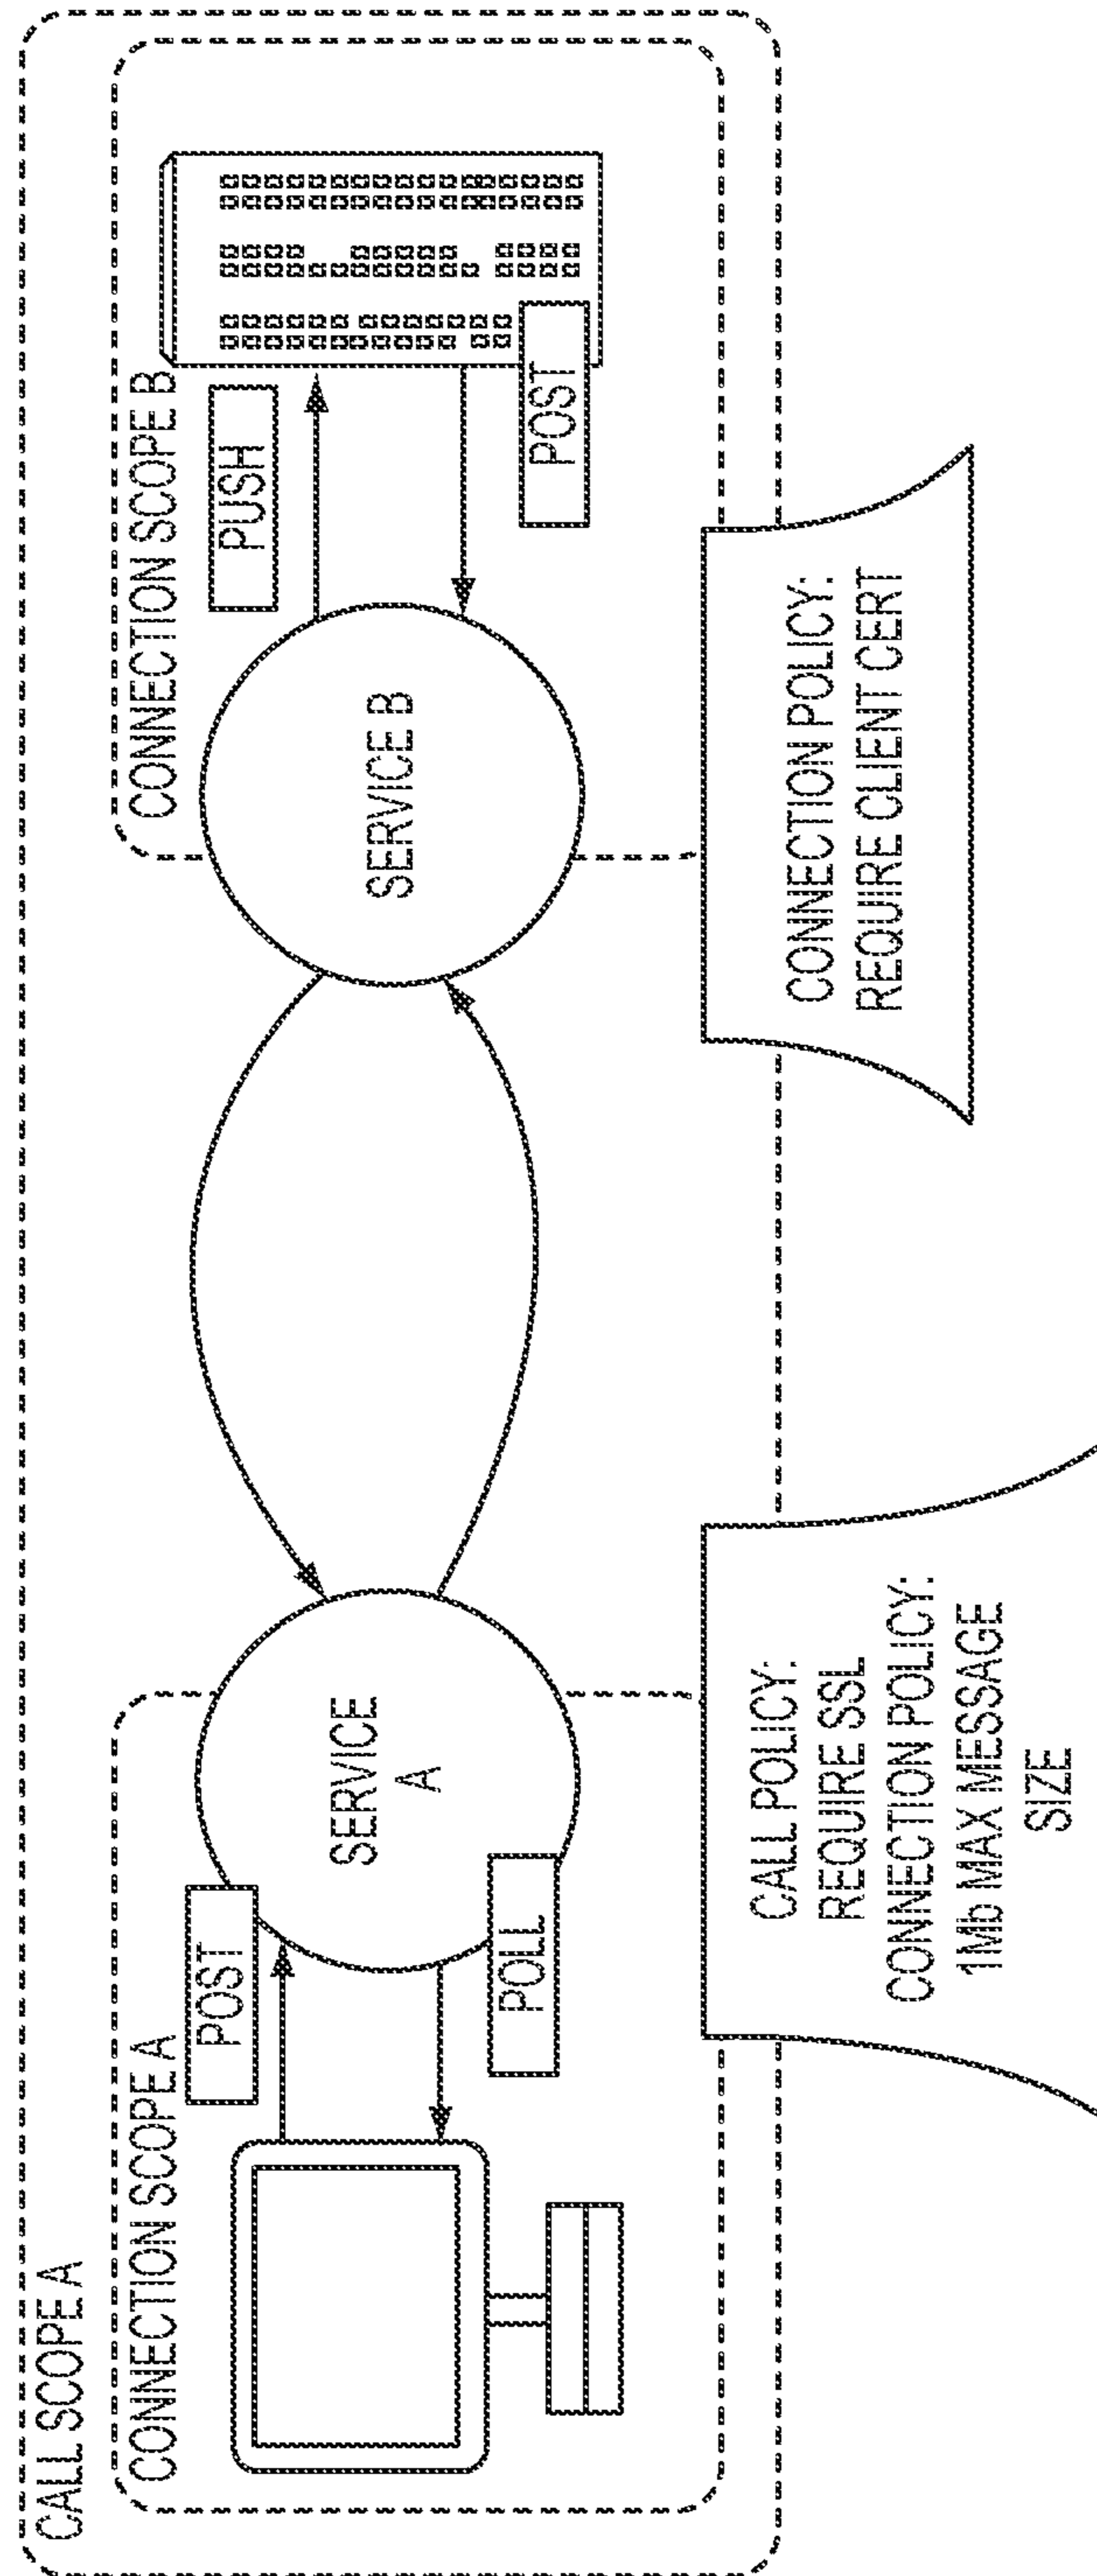 CALL SCOPE A
CONNECTION SCOPE A
CONNECTION SCOPE B
POST
PUSH
SERVICE
A
SERVICE B
POLL
POST
CALL POLICY:
REQUIRE SSL
CONNECTION POLICY:
1Mb MAX MESSAGE
SIZE
CONNECTION POLICY:
REQUIRE CLIENT CERT